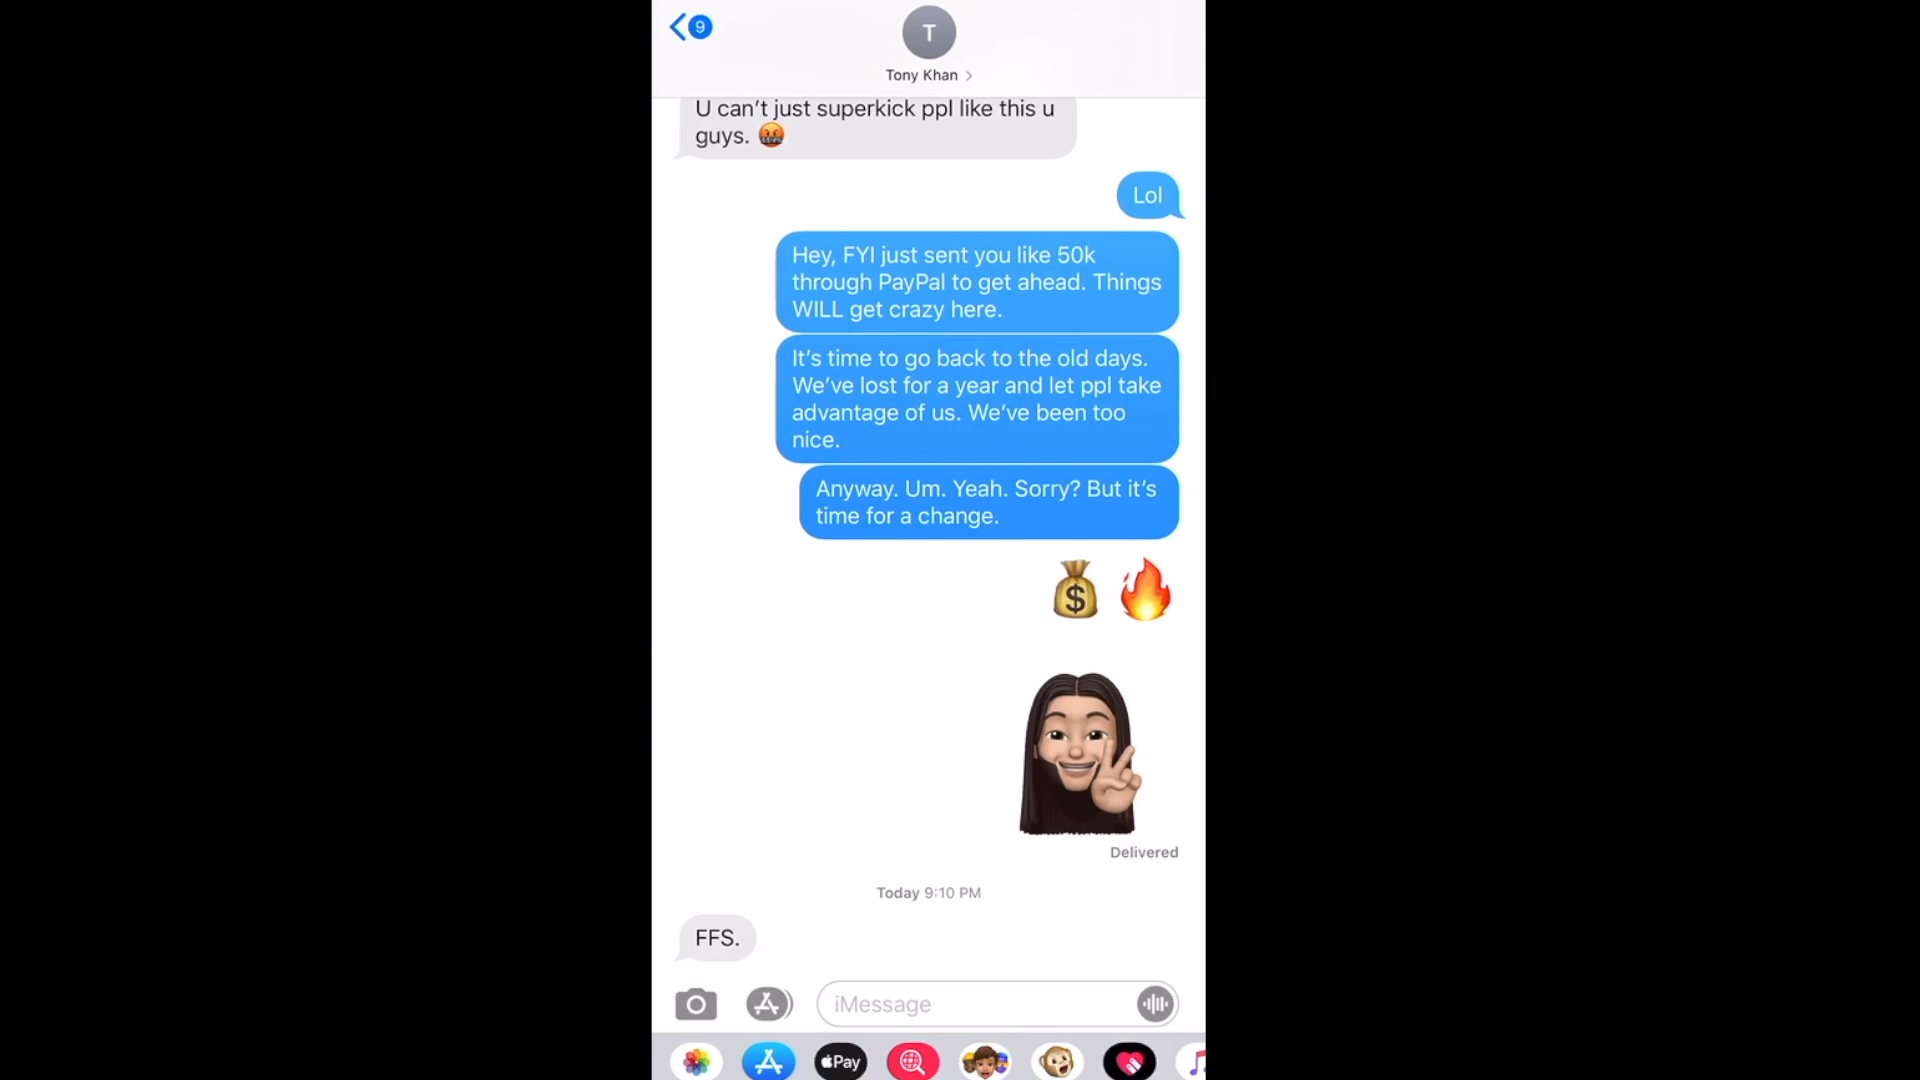 9
T
Tony Khan
U can't just superkick ppl like this u
guys. 🤬
Lol
Hey, FYI just sent you like 50k
through PayPal to get ahead. Things
WILL get crazy here.
It's time to go back to the old days.
We've lost for a year and let ppl take
advantage of us. We've been too
nice.
Anyway. Um. Yeah. Sorry? But it's
time for a change.
💰 🔥
Delivered
Today 9:10 PM
FFS.
iMessage
Pay